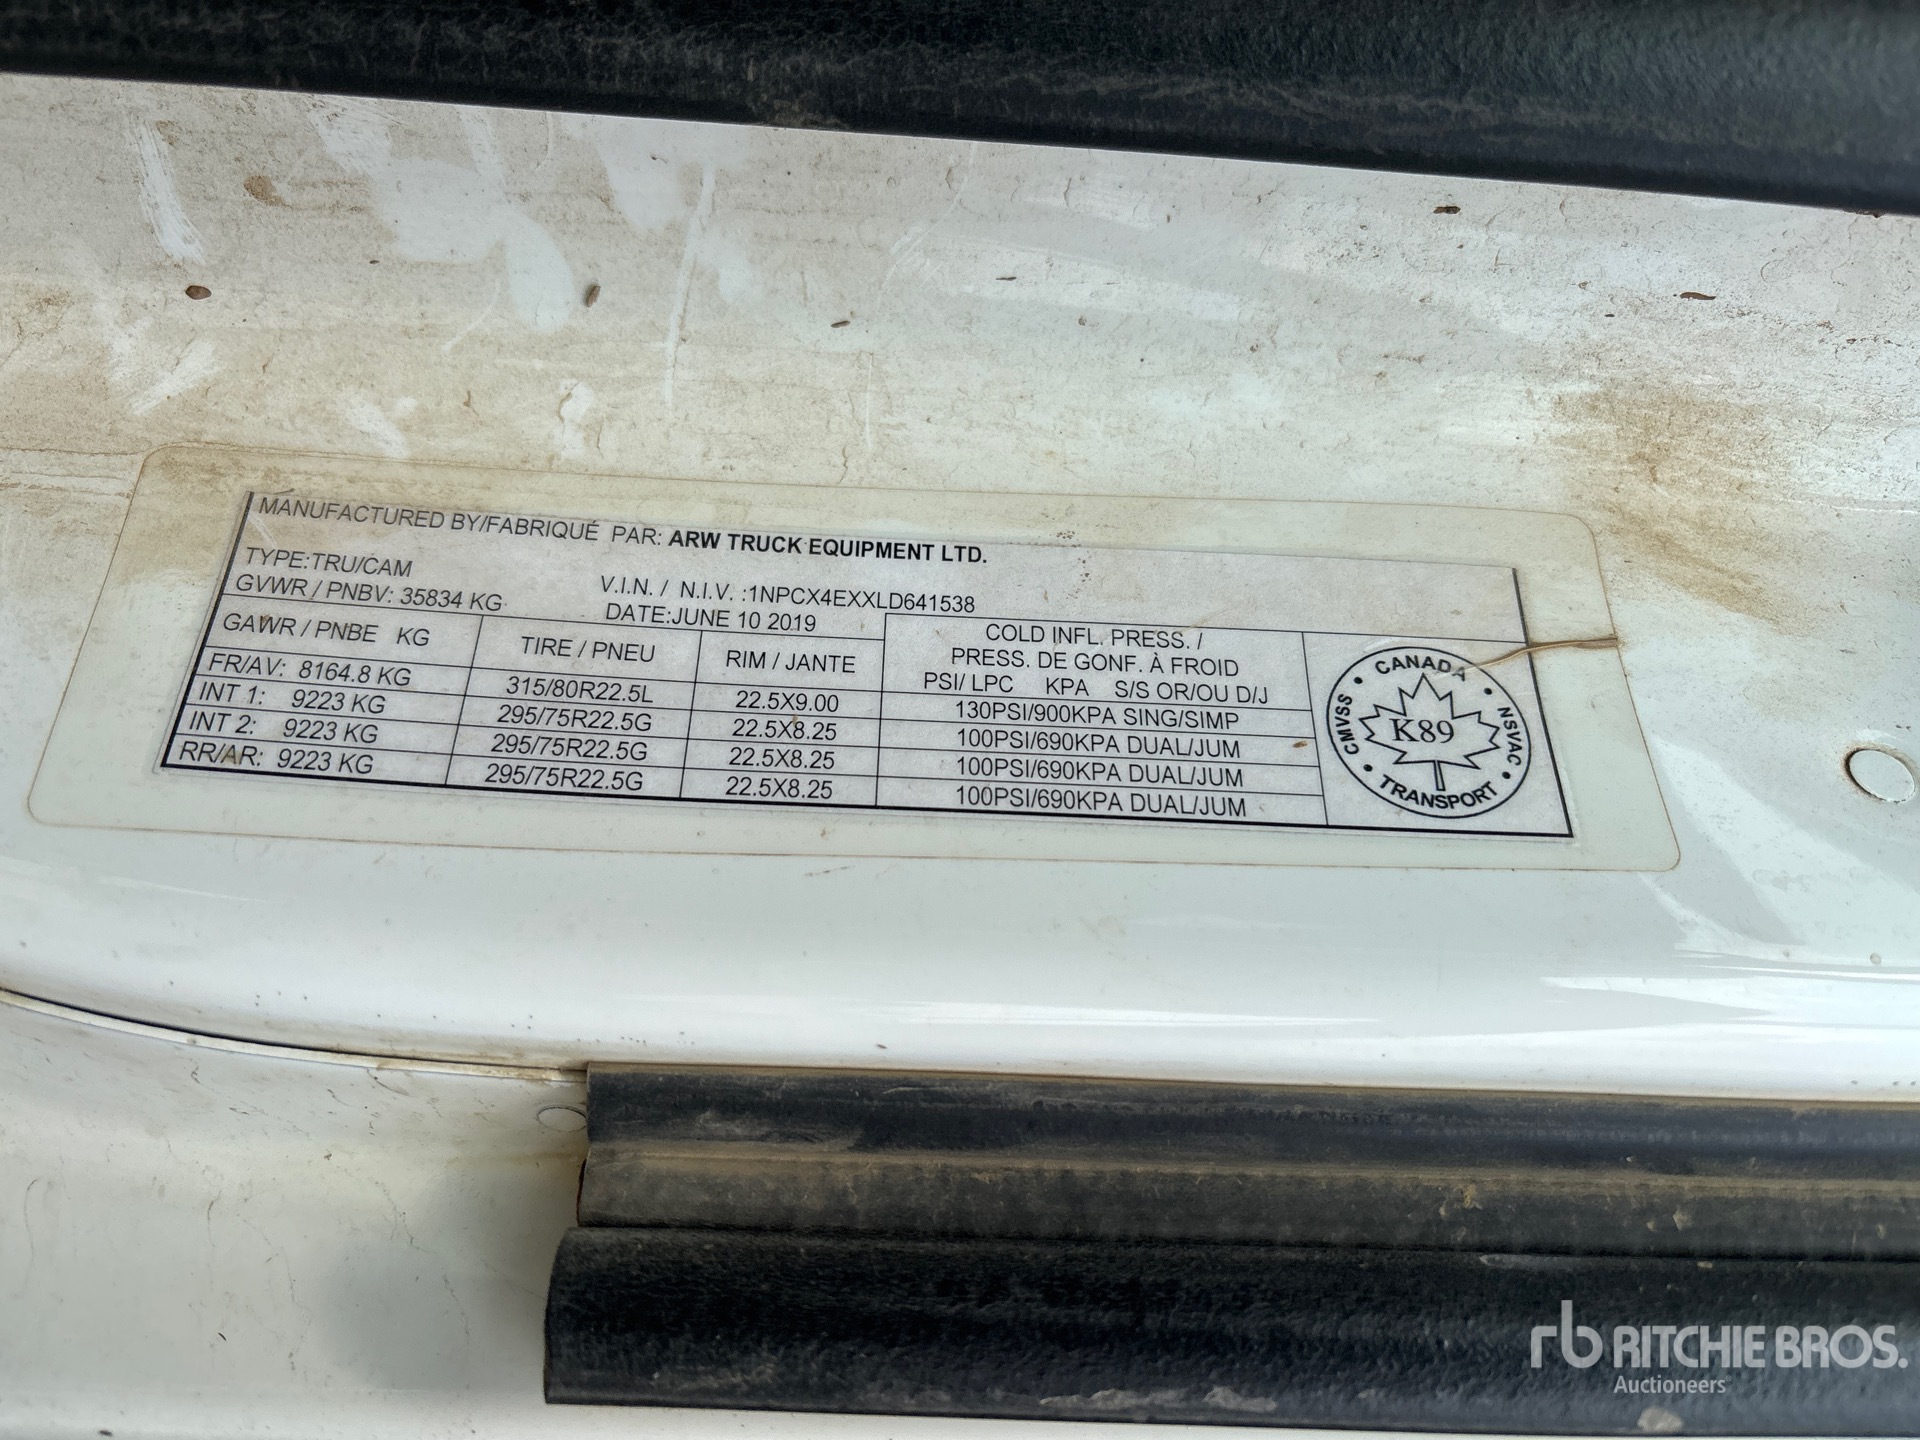 MANUFACTURED BY/FABRIQUÉ PAR: ARW TRUCK EQUIPMENT LTD.
TYPE:TRU/CAM
V.I.N. / N.I.V. :1NPCX4EXXLD641538
GVWR / PNBV: 35834 KG
DATE:JUNE 10 2019
GAWR / PNBE KG
TIRE / PNEU
RIM / JANTE
COLD INFL. PRESS. /
PRESS. DE GONF. À FROID
PSI/ LPC KPA S/S OR/OU D/J
FR/AV: 8164.8 KG 315/80R22.5L 22.5X9.00 130PSI/900KPA SING/SIMP
INT 1: 9223 KG 295/75R22.5G 22.5X8.25 100PSI/690KPA DUAL/JUM
INT 2: 9223 KG 295/75R22.5G 22.5X8.25 100PSI/690KPA DUAL/JUM
RR/AR: 9223 KG 295/75R22.5G 22.5X8.25 100PSI/690KPA DUAL/JUM
CANADA
CMVSS
K89
NSVAC
TRANSPORT
rb RITCHIE BROS.
Auctioneers